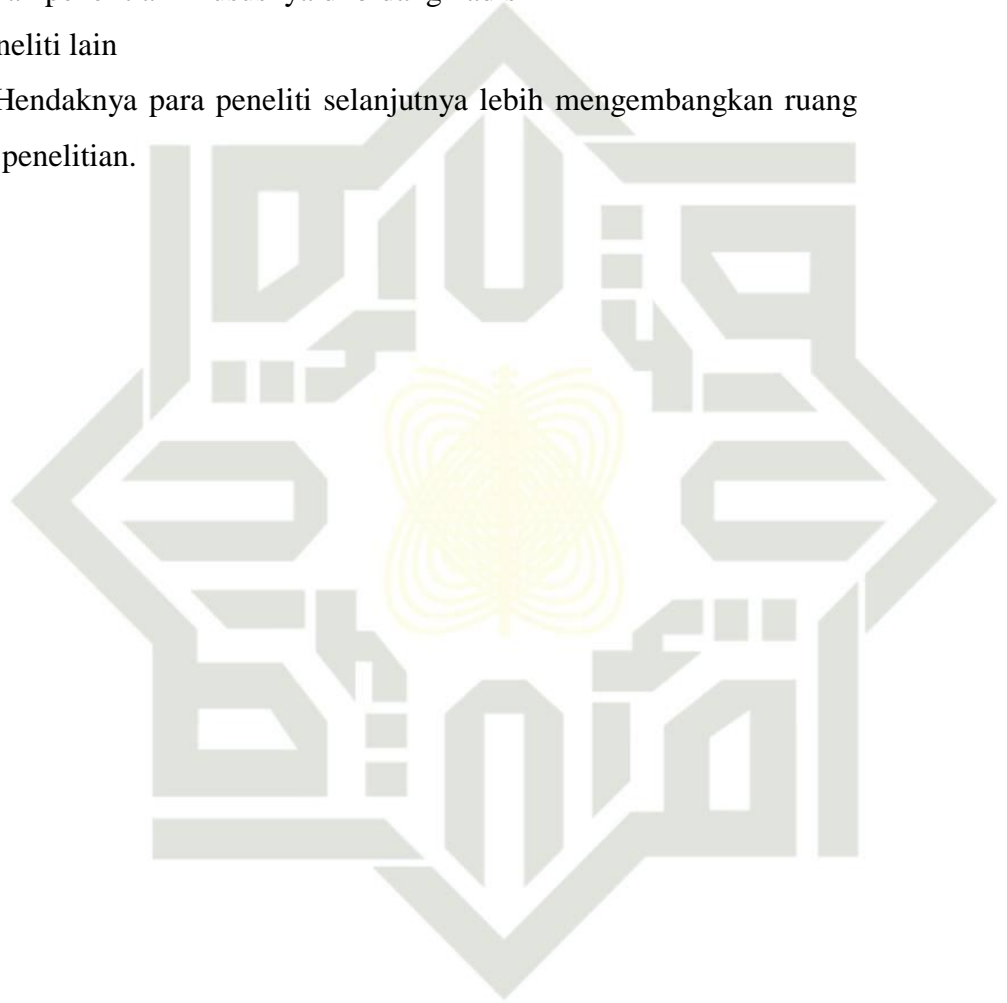 neliti lain
Hendaknya para peneliti selanjutnya lebih mengembangkan ruang
penelitian.